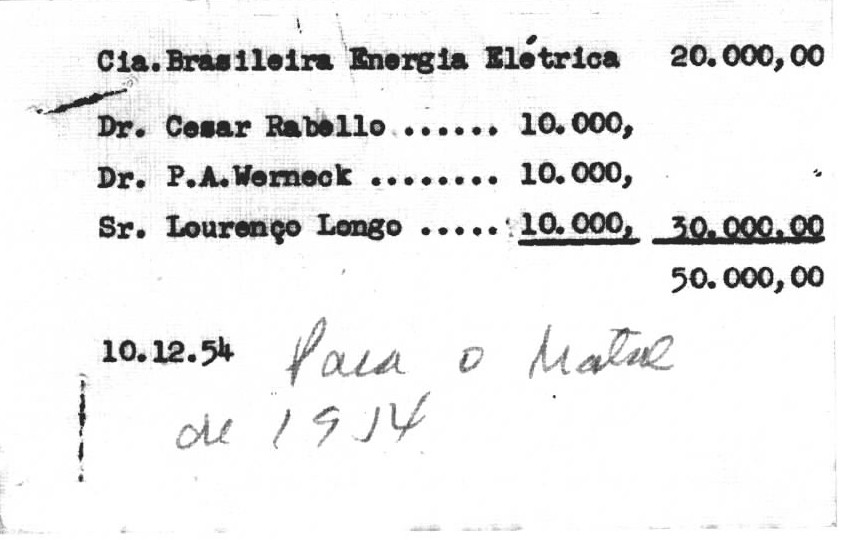 Cia.Brasileira Energia Elétrica 20.000,00
Dr. Cesar Rabello ...... 10.000,
Dr. P.A.Werneck ........ 10.000,
Sr. Lourenço Longo ..... 10.000, 30.000.00
50.000,00
10.12.54 Para o Natal
de 1954